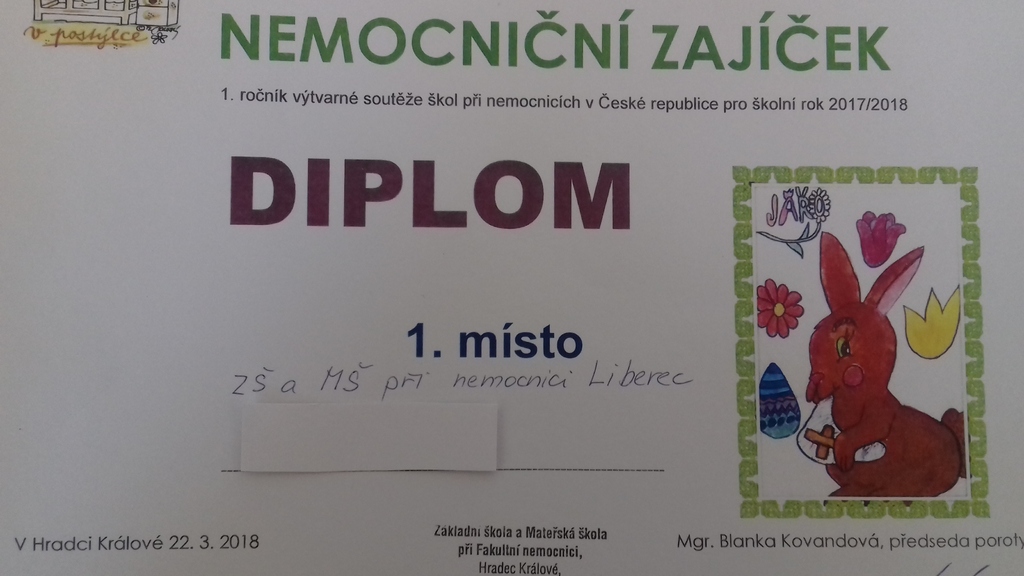 v postýlce
NEMOCNIČNÍ ZAJÍČEK
1. ročník výtvarné soutěže škol při nemocnicích v České republice pro školní rok 2017/2018
DIPLOM
JARO
1. místo
ZŠ a MŠ při nemocnici Liberec
V Hradci Králové 22. 3. 2018
Základní škola a Mateřská škola
při Fakultní nemocnici,
Hradec Králové,
Mgr. Blanka Kovandová, předseda poroty